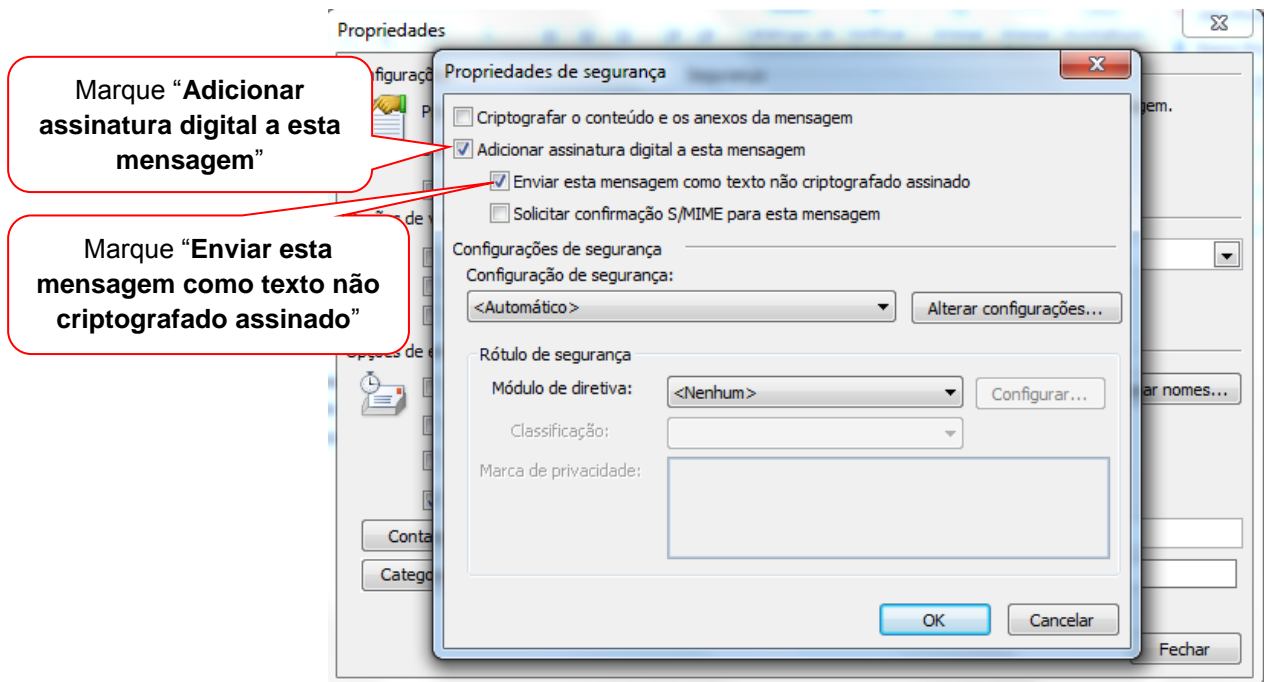 Propriedades
Marque “Adicionar
assinatura digital a esta
mensagem”
Marque “Enviar esta
mensagem como texto não
criptografado assinado”
Propriedades de segurança
Criptografar o conteúdo e os anexos da mensagem
Adicionar assinatura digital a esta mensagem
Enviar esta mensagem como texto não criptografado assinado
Solicitar confirmação S/MIME para esta mensagem
Configurações de segurança
Configuração de segurança:
<Automático>
Alterar configurações...
Rótulo de segurança
Módulo de diretiva:
<Nenhum>
Configurar...
Classificação:
Marca de privacidade:
OK
Cancelar
ar nomes...
Conta
Catego
Fechar